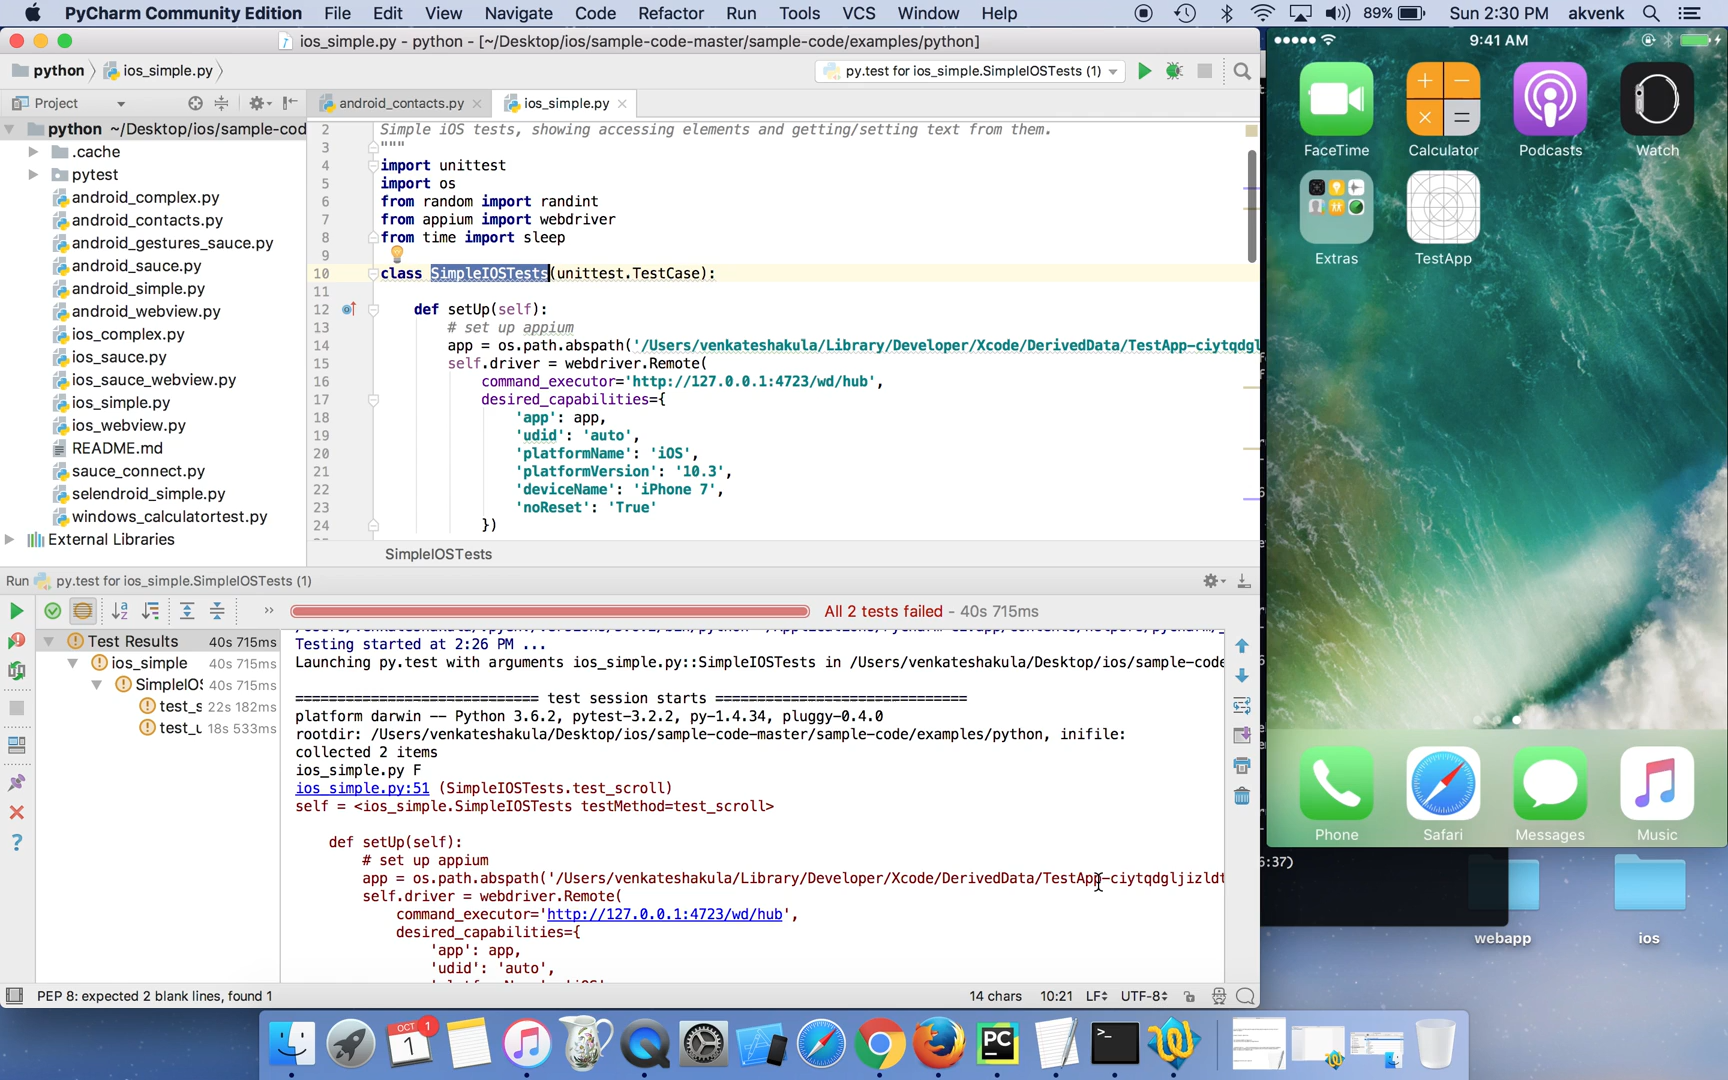 PyCharm Community Edition File Edit View Navigate Code Refactor Run Tools VCS Window Help 89% Sun 2:30 PM akvenk
ios_simple.py - python - [~/Desktop/ios/sample-code-master/sample-code/examples/python]
python ios_simple.py py.test for ios_simple.SimpleIOSTests (1)
Project android_contacts.py ios_simple.py
python ~/Desktop/ios/sample-cod
.cache
pytest
android_complex.py
android_contacts.py
android_gestures_sauce.py
android_sauce.py
android_simple.py
android_webview.py
ios_complex.py
ios_sauce.py
ios_sauce_webview.py
ios_simple.py
ios_webview.py
README.md
sauce_connect.py
selendroid_simple.py
windows_calculatortest.py
External Libraries
2 Simple iOS tests, showing accessing elements and getting/setting text from them.
3 """
4 import unittest
5 import os
6 from random import randint
7 from appium import webdriver
8 from time import sleep
9
10 class SimpleIOSTests(unittest.TestCase):
11
12 def setUp(self):
13 # set up appium
14 app = os.path.abspath('/Users/venkateshakula/Library/Developer/Xcode/DerivedData/TestApp-ciytqdgl
15 self.driver = webdriver.Remote(
16 command_executor='http://127.0.0.1:4723/wd/hub',
17 desired_capabilities={
18 'app': app,
19 'udid': 'auto',
20 'platformName': 'iOS',
21 'platformVersion': '10.3',
22 'deviceName': 'iPhone 7',
23 'noReset': 'True'
24 })
SimpleIOSTests
Run py.test for ios_simple.SimpleIOSTests (1)
All 2 tests failed - 40s 715ms
Test Results 40s 715ms
ios_simple 40s 715ms
SimpleIOS 40s 715ms
test_s 22s 182ms
test_u 18s 533ms
Testing started at 2:26 PM ...
Launching py.test with arguments ios_simple.py::SimpleIOSTests in /Users/venkateshakula/Desktop/ios/sample-code
============================= test session starts ==============================
platform darwin -- Python 3.6.2, pytest-3.2.2, py-1.4.34, pluggy-0.4.0
rootdir: /Users/venkateshakula/Desktop/ios/sample-code-master/sample-code/examples/python, inifile:
collected 2 items
ios_simple.py F
ios_simple.py:51 (SimpleIOSTests.test_scroll)
self = <ios_simple.SimpleIOSTests testMethod=test_scroll>
def setUp(self):
# set up appium
app = os.path.abspath('/Users/venkateshakula/Library/Developer/Xcode/DerivedData/TestApp-ciytqdgljizldt
self.driver = webdriver.Remote(
command_executor='http://127.0.0.1:4723/wd/hub',
desired_capabilities={
'app': app,
'udid': 'auto',
PEP 8: expected 2 blank lines, found 1 14 chars 10:21 LF UTF-8
9:41 AM
FaceTime Calculator Podcasts Watch
Extras TestApp
Phone Safari Messages Music
6:37)
webapp ios
OCT 1
1
PC